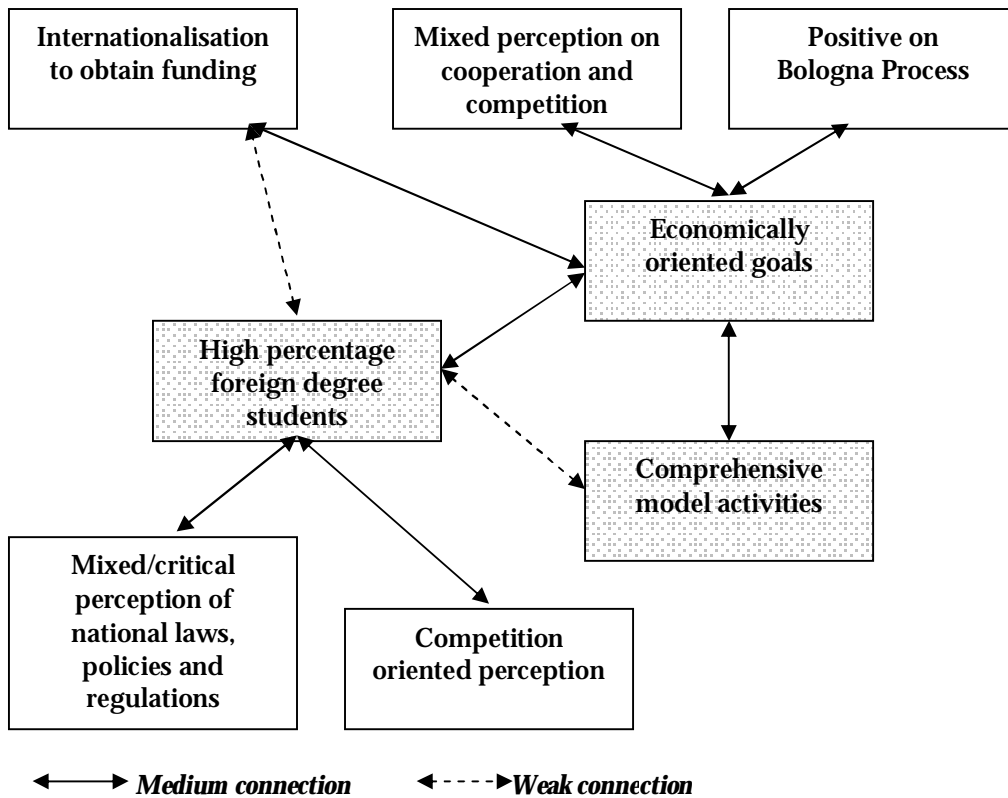 Internationalisation
to obtain funding
Mixed perception on
cooperation and
competition
Positive on
Bologna Process
Economically
oriented goals
High percentage
foreign degree
students
Comprehensive
model activities
Mixed/critical
perception of
national laws,
policies and
regulations
Competition
oriented perception
Medium connection
Weak connection